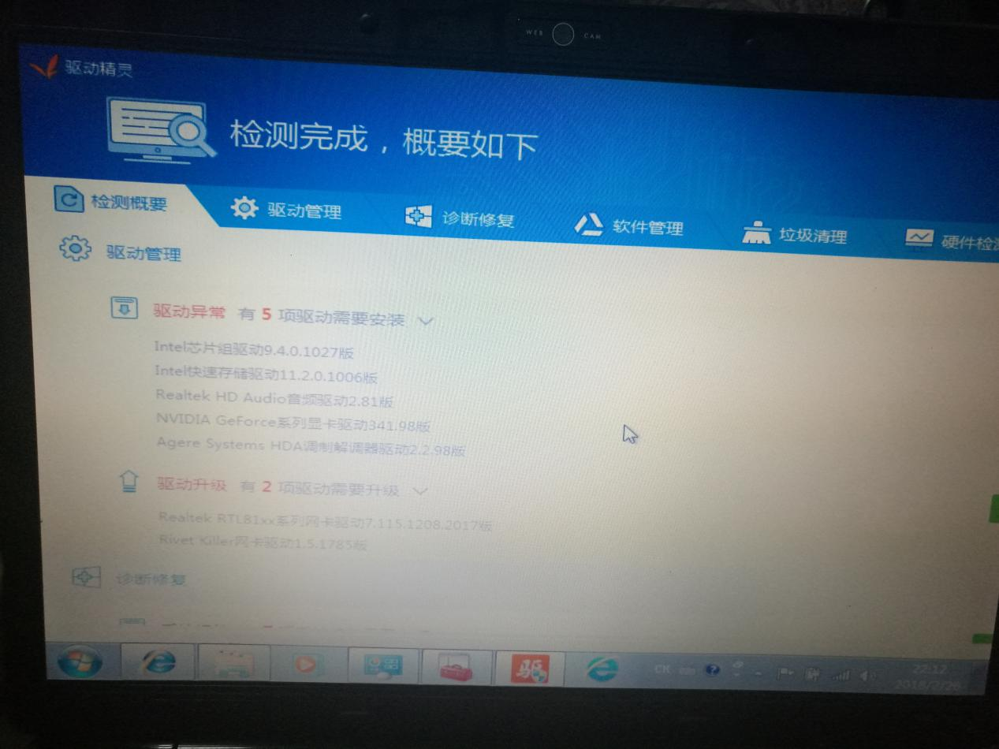 WEB CAM
驱动精灵
检测完成，概要如下
检测概要 驱动管理 诊断修复 软件管理 垃圾清理 硬件检测
驱动管理
驱动异常 有 5 项驱动需要安装
Intel芯片组驱动9.4.0.1027版
Intel快速存储驱动11.2.0.1006版
Realtek HD Audio音频驱动2.81版
NVIDIA GeForce系列显卡驱动341.98版
Agere Systems HDA调制解调器驱动2.2.98版
驱动升级 有 2 项驱动需要升级
Realtek RTL81xx系列网卡驱动7.115.1208.2017版
Rivet Killer网卡驱动1.5.1785版
诊断修复
驱 CH 22:12